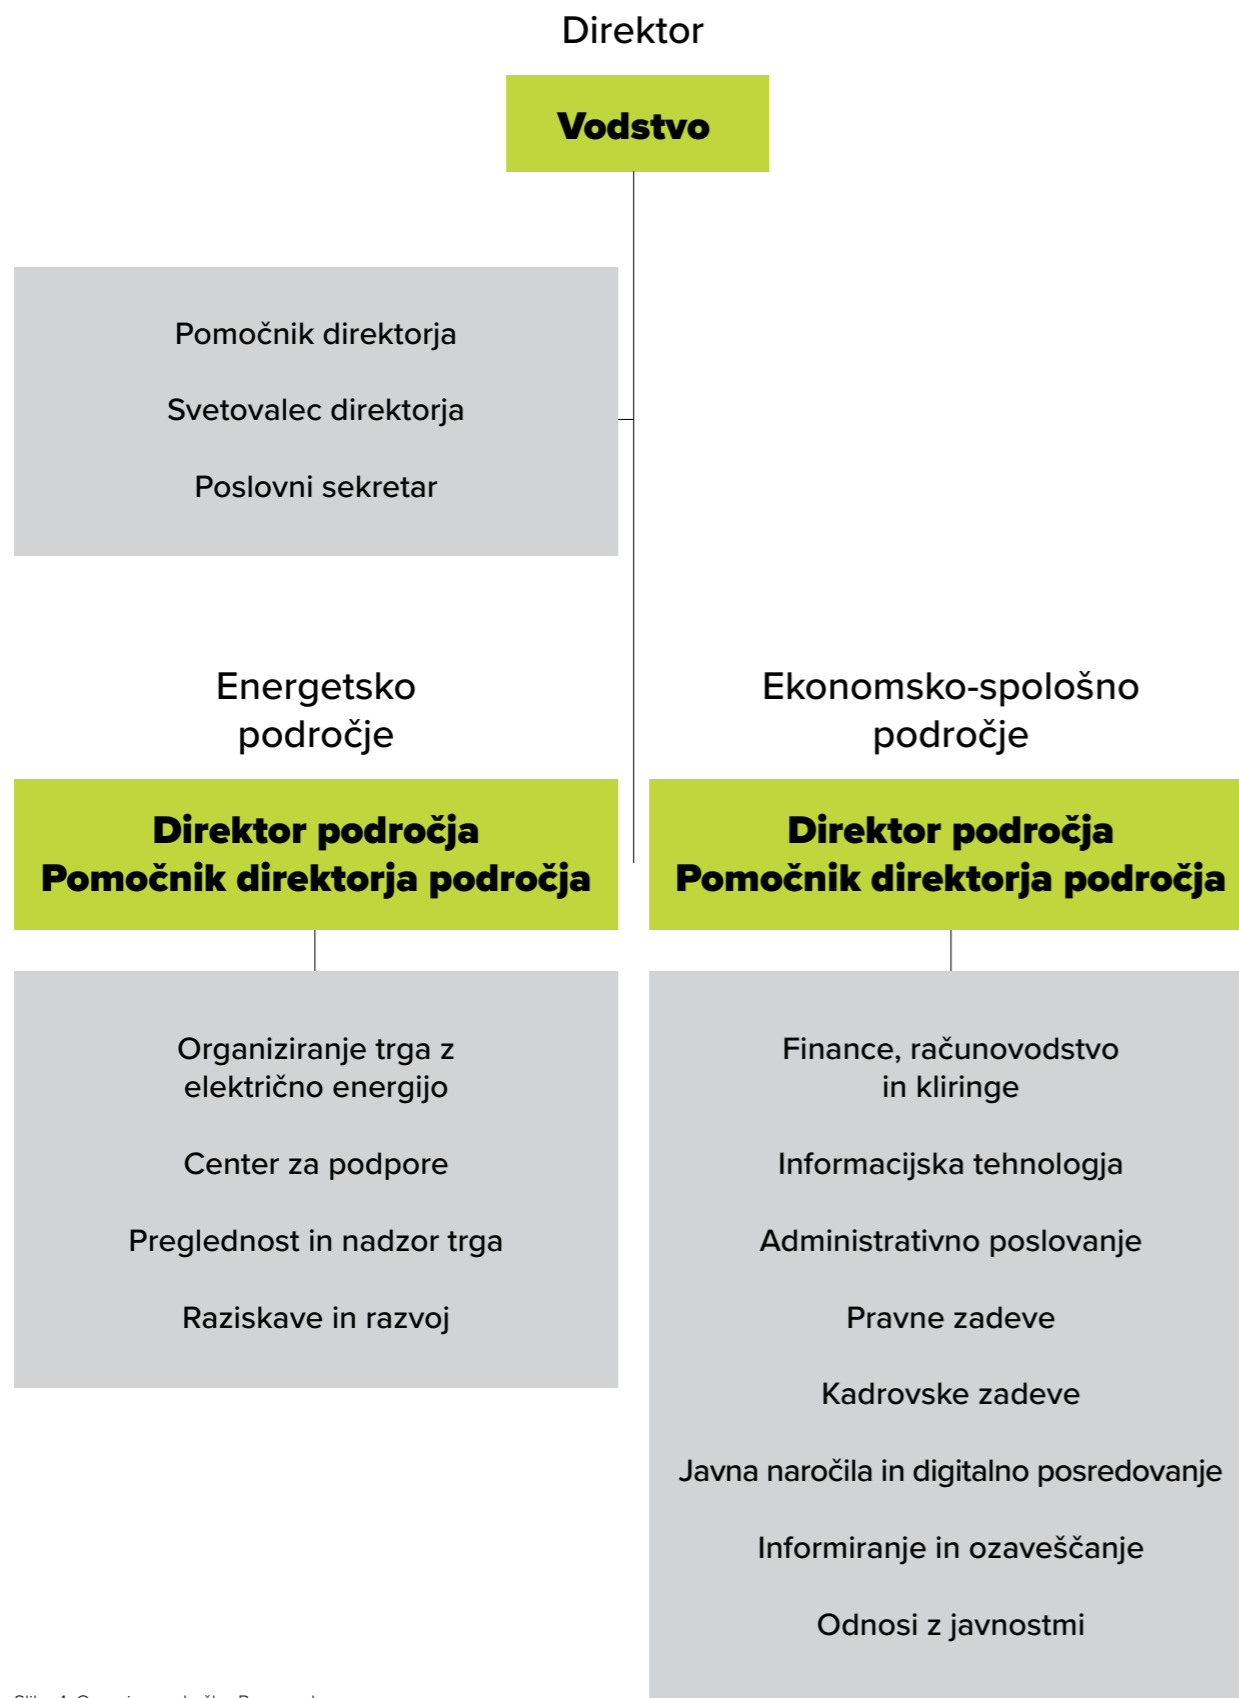 Direktor
Vodstvo
Pomočnik direktorja
Svetovalec direktorja
Poslovni sekretar
Energetsko
področje
Direktor področja
Pomočnik direktorja področja
Organiziranje trga z
električno energijo
Center za podpore
Preglednost in nadzor trga
Raziskave in razvoj
Ekonomsko-spološno
področje
Direktor področja
Pomočnik direktorja področja
Finance, računovodstvo
in kliringe
Informacijska tehnologja
Administrativno poslovanje
Pravne zadeve
Kadrovske zadeve
Javna naročila in digitalno posredovanje
Informiranje in ozaveščanje
Odnosi z javnostmi